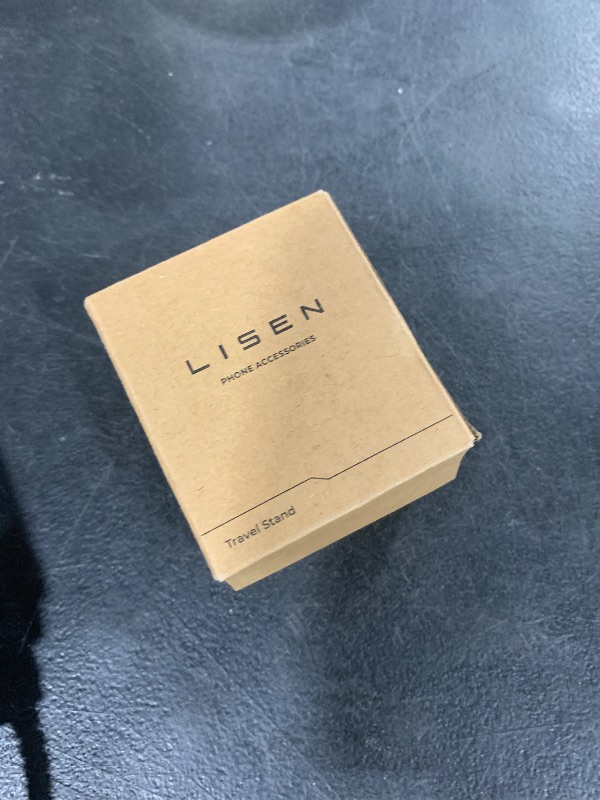 LISEN
PHONE ACCESSORIES
Travel Stand